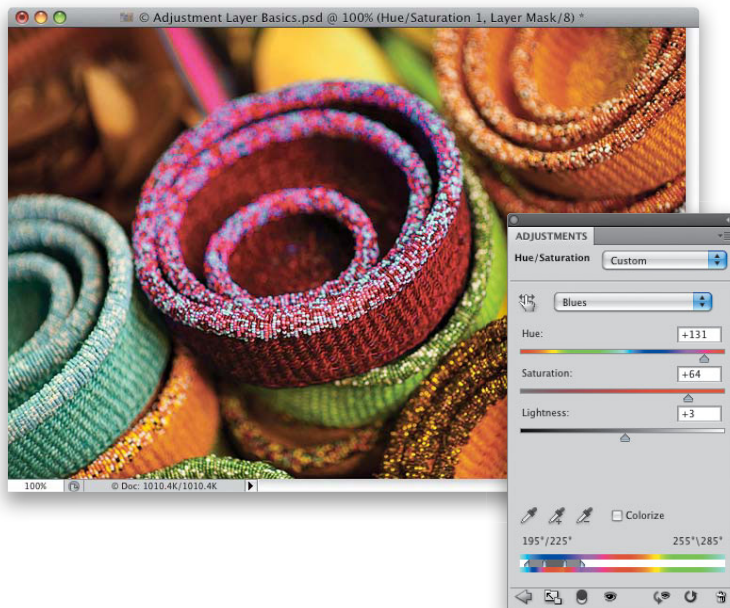 © Adjustment Layer Basics.psd @ 100% (Hue/Saturation 1, Layer Mask/8) *
ADJUSTMENTS
Hue/Saturation Custom
Blues
Hue: +131
Saturation: +64
Lightness: +3
100% © Doc: 1010.4K/1010.4K
Colorize
195°/225° 255°\285°